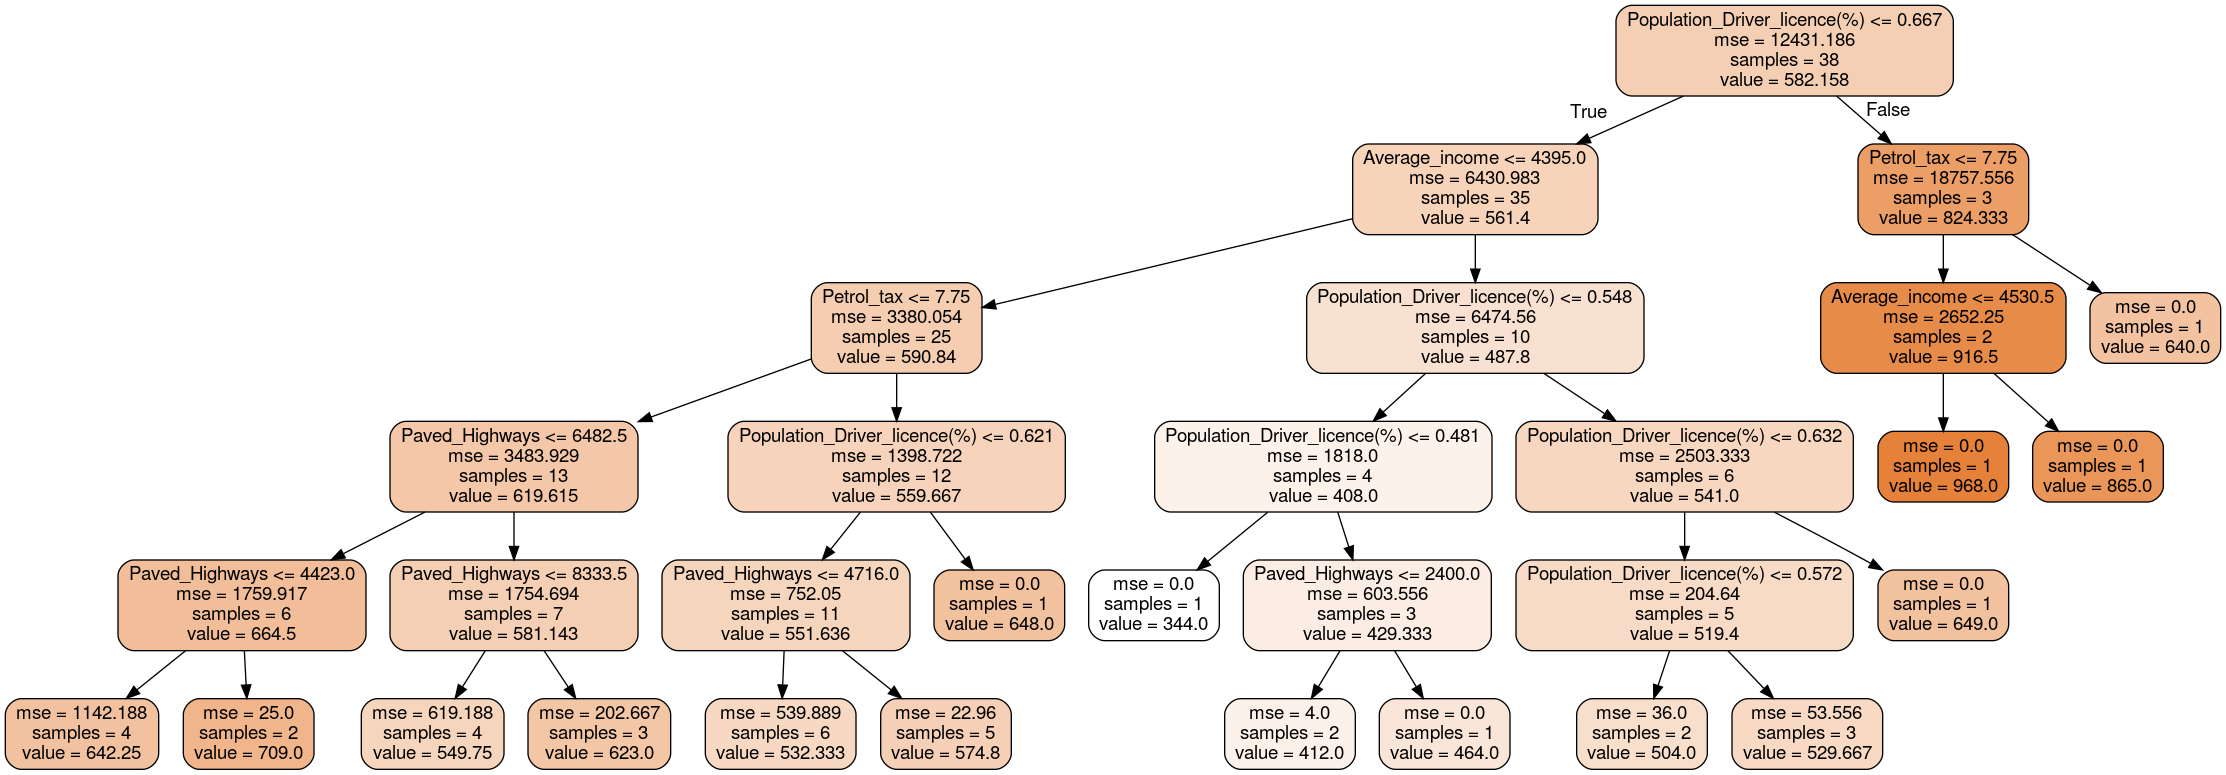 Population_Driver_licence(%) <= 0.667
mse = 12431.186
samples = 38
value = 582.158
True
False
Average_income <= 4395.0
mse = 6430.983
samples = 35
value = 561.4
Petrol_tax <= 7.75
mse = 18757.556
samples = 3
value = 824.333
Petrol_tax <= 7.75
mse = 3380.054
samples = 25
value = 590.84
Population_Driver_licence(%) <= 0.548
mse = 6474.56
samples = 10
value = 487.8
Average_income <= 4530.5
mse = 2652.25
samples = 2
value = 916.5
mse = 0.0
samples = 1
value = 640.0
Paved_Highways <= 6482.5
mse = 3483.929
samples = 13
value = 619.615
Population_Driver_licence(%) <= 0.621
mse = 1398.722
samples = 12
value = 559.667
Population_Driver_licence(%) <= 0.481
mse = 1818.0
samples = 4
value = 408.0
Population_Driver_licence(%) <= 0.632
mse = 2503.333
samples = 6
value = 541.0
mse = 0.0
samples = 1
value = 968.0
mse = 0.0
samples = 1
value = 865.0
Paved_Highways <= 4423.0
mse = 1759.917
samples = 6
value = 664.5
Paved_Highways <= 8333.5
mse = 1754.694
samples = 7
value = 581.143
Paved_Highways <= 4716.0
mse = 752.05
samples = 11
value = 551.636
mse = 0.0
samples = 1
value = 648.0
mse = 0.0
samples = 1
value = 344.0
Paved_Highways <= 2400.0
mse = 603.556
samples = 3
value = 429.333
Population_Driver_licence(%) <= 0.572
mse = 204.64
samples = 5
value = 519.4
mse = 0.0
samples = 1
value = 649.0
mse = 1142.188
samples = 4
value = 642.25
mse = 25.0
samples = 2
value = 709.0
mse = 619.188
samples = 4
value = 549.75
mse = 202.667
samples = 3
value = 623.0
mse = 539.889
samples = 6
value = 532.333
mse = 22.96
samples = 5
value = 574.8
mse = 4.0
samples = 2
value = 412.0
mse = 0.0
samples = 1
value = 464.0
mse = 36.0
samples = 2
value = 504.0
mse = 53.556
samples = 3
value = 529.667